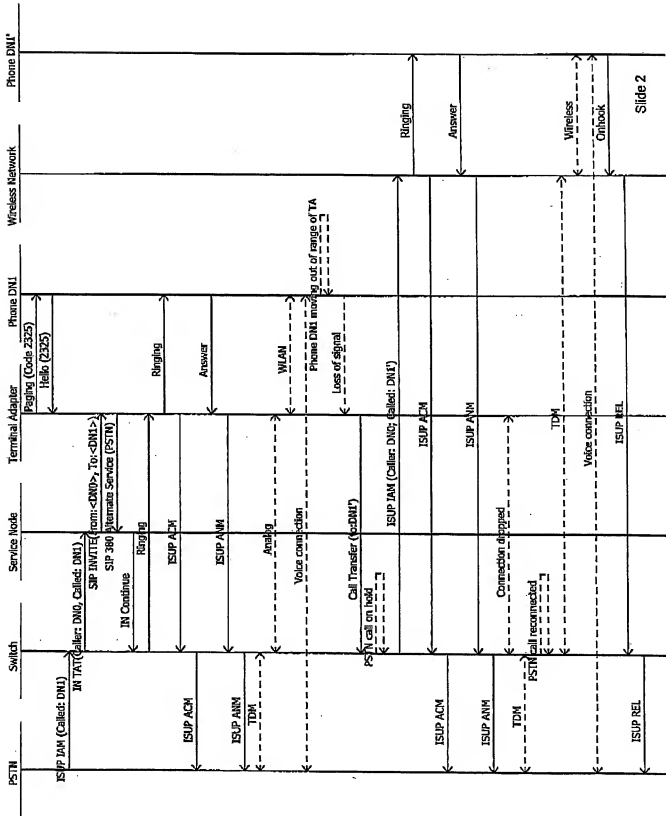 PSTN
Switch
Service Node
Terminal Adapter
Phone DN1
Wireless Network
Phone DN1'
Paging (Code 2325)
Hello (2325)
ISUP IAM (Called: DN1)
IN TAT(Caller: DN0, Called: DN1)
SIP INVITE(from:<DN0>, To:<DN1>)
SIP 380 Alternate Service (PSTN)
IN Continue
Ringing
Ringing
ISUP ACM
ISUP ACM
Answer
ISUP ANM
ISUP ANM
TDM
Analog
WLAN
Voice connection
Phone DN1 moving out of range of TA
Loss of signal
Call Transfer (to:DN1')
PSTN call on hold
ISUP IAM (Caller: DN0; Called: DN1')
Ringing
ISUP ACM
ISUP ACM
Answer
ISUP ANM
ISUP ANM
Connection dropped
TDM
PSTN call reconnected
TDM
Wireless
Voice connection
Onhook
ISUP REL
ISUP REL
Slide 2